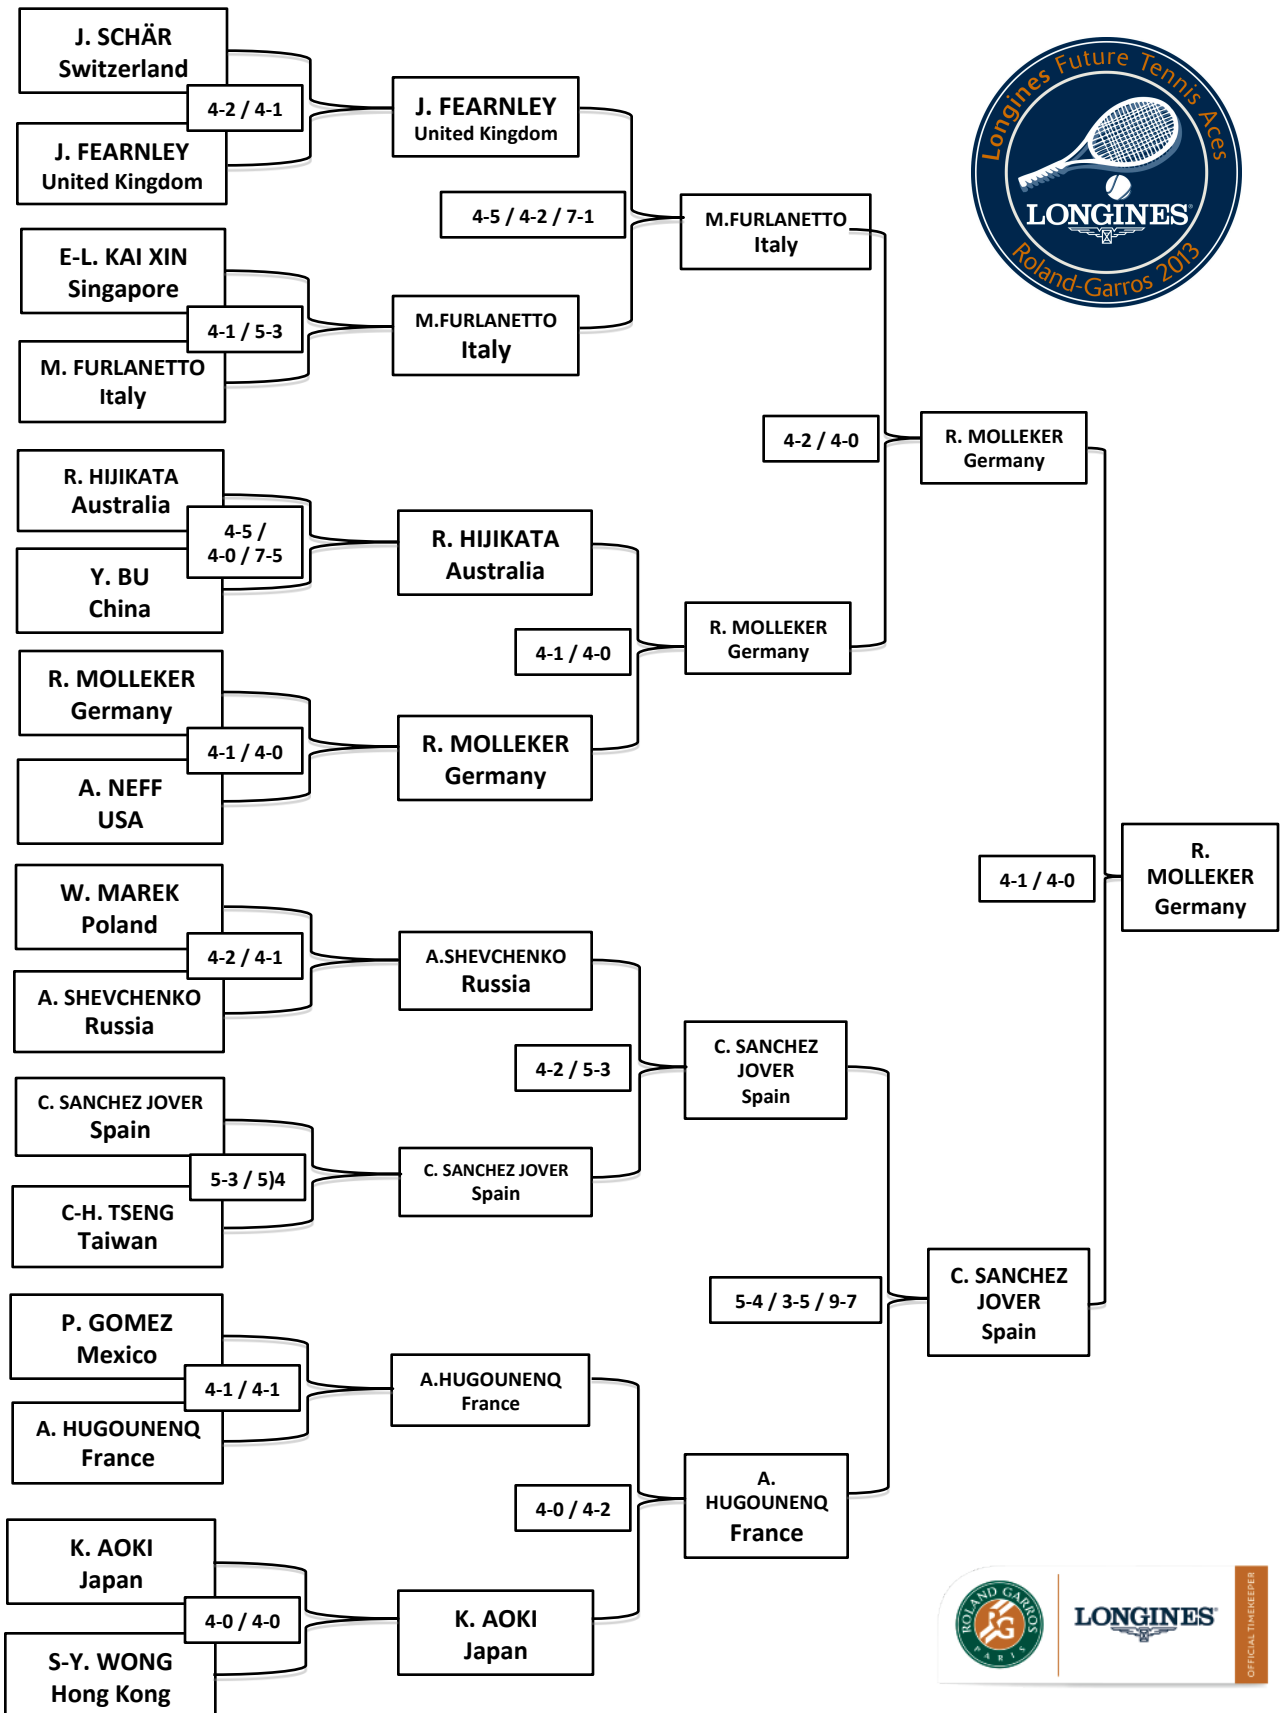 J. SCHÄR
Switzerland
4-2 / 4-1
J. FEARNLEY
United Kingdom
E-L. KAI XIN
Singapore
4-1 / 5-3
M. FURLANETTO
Italy
R. HIJIKATA
Australia
4-5 /
4-0 / 7-5
Y. BU
China
R. MOLLEKER
Germany
4-1 / 4-0
A. NEFF
USA
W. MAREK
Poland
4-2 / 4-1
A. SHEVCHENKO
Russia
C. SANCHEZ JOVER
Spain
5-3 / 5)4
C-H. TSENG
Taiwan
P. GOMEZ
Mexico
4-1 / 4-1
A. HUGOUNENQ
France
K. AOKI
Japan
4-0 / 4-0
S-Y. WONG
Hong Kong
J. FEARNLEY
United Kingdom
4-5 / 4-2 / 7-1
M.FURLANETTO
Italy
R. HIJIKATA
Australia
4-1 / 4-0
R. MOLLEKER
Germany
A.SHEVCHENKO
Russia
4-2 / 5-3
C. SANCHEZ JOVER
Spain
A.HUGOUNENQ
France
4-0 / 4-2
K. AOKI
Japan
M.FURLANETTO
Italy
4-2 / 4-0
R. MOLLEKER
Germany
C. SANCHEZ
JOVER
Spain
5-4 / 3-5 / 9-7
A.
HUGOUNENQ
France
R. MOLLEKER
Germany
4-1 / 4-0
C. SANCHEZ
JOVER
Spain
R.
MOLLEKER
Germany
Longines Future Tennis Aces
LONGINES
Roland-Garros 2013
ROLAND GARROS
RG
PARIS
LONGINES
OFFICIAL TIMEKEEPER